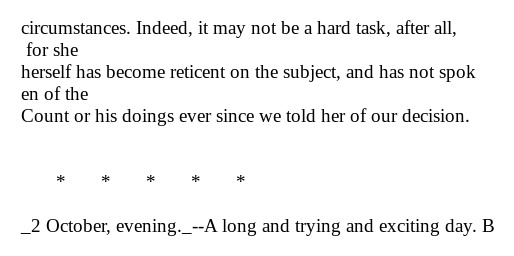 circumstances. Indeed, it may not be a hard task, after all,
for she
herself has become reticent on the subject, and has not spok
en of the
Count or his doings ever since we told her of our decision.
* * * * *
_2 October, evening._--A long and trying and exciting day. B